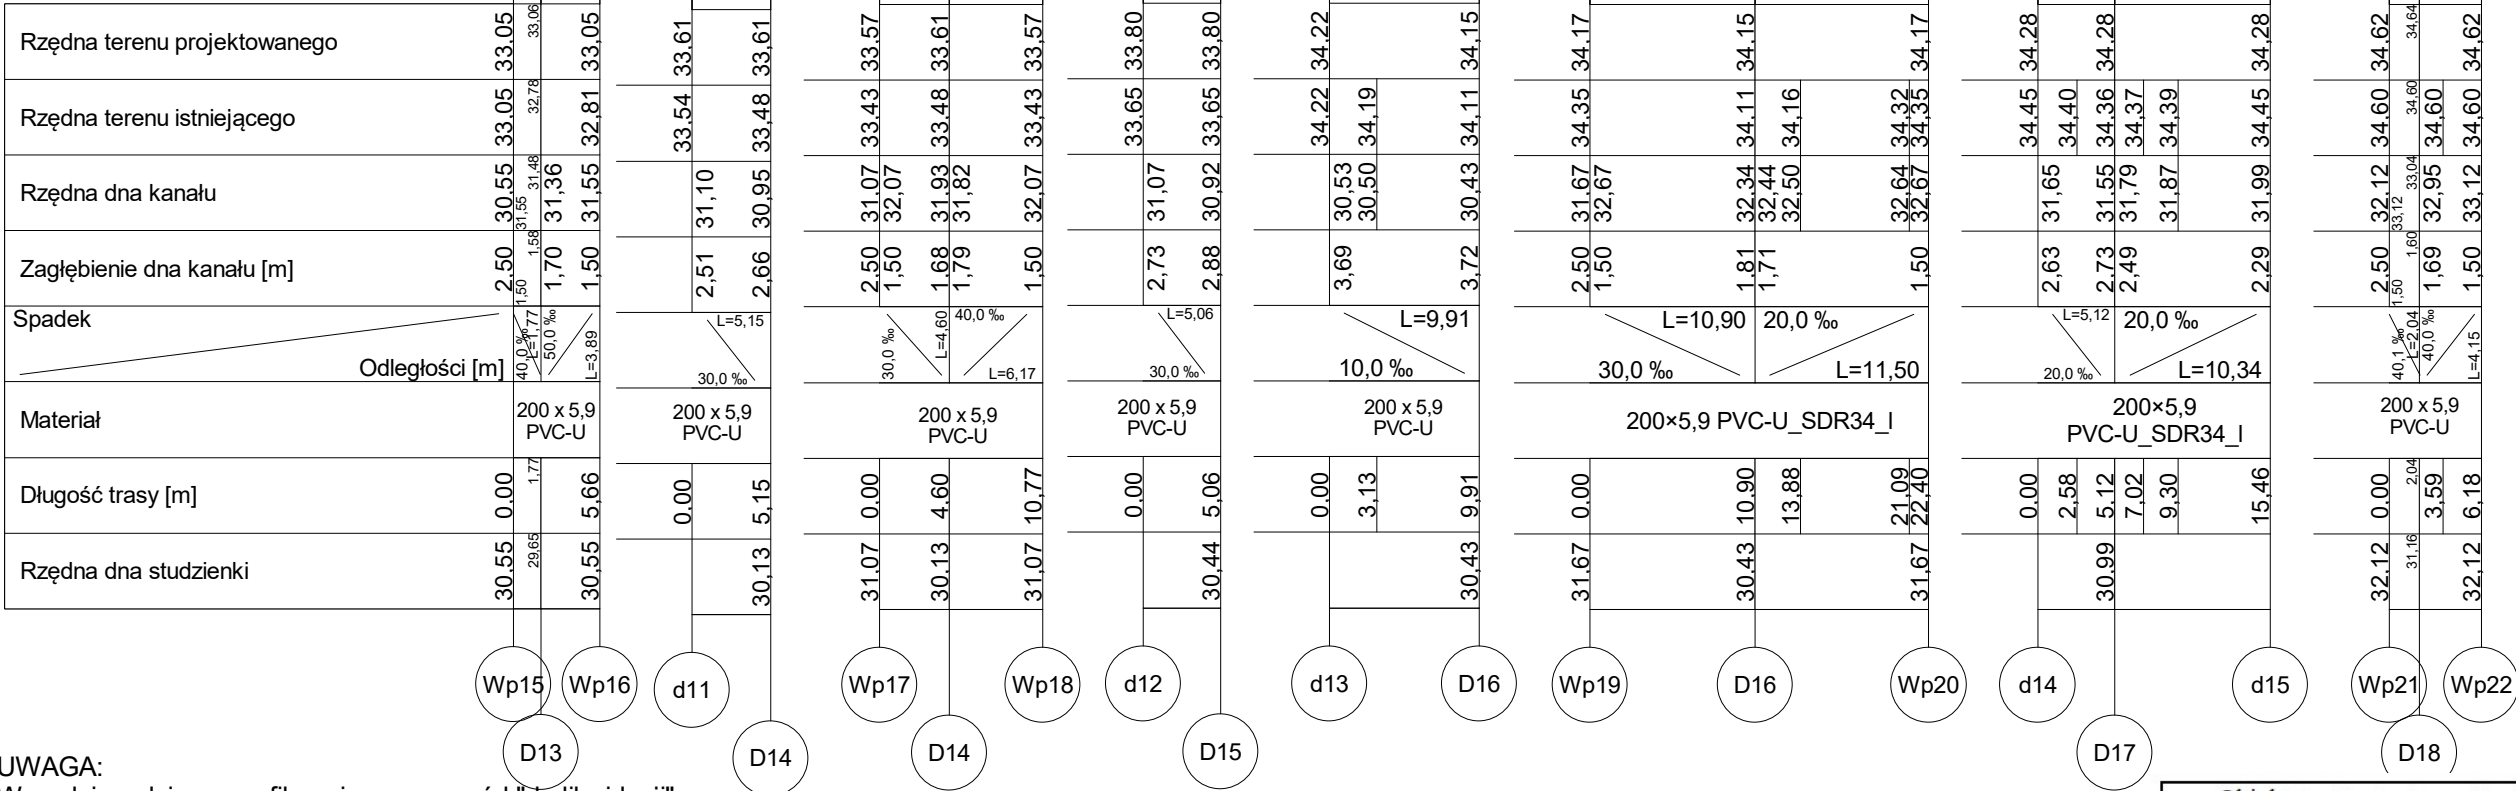 Rzędna terenu projektowanego
33,05 33,06 33,05 33,61 33,61 33,57 33,61 33,57 33,80 33,80 34,22 34,15 34,17 34,15 34,17 34,28 34,28 34,28 34,62 34,64 34,62
Rzędna terenu istniejącego
33,05 32,78 32,81 33,54 33,48 33,43 33,48 33,43 33,65 33,65 34,22 34,19 34,11 34,35 34,11 34,16 34,32 34,35 34,45 34,40 34,36 34,37 34,39 34,45 34,60 34,60 34,60 34,60
Rzędna dna kanału
30,55 31,55 31,48 31,36 31,55 31,10 30,95 31,07 32,07 31,93 31,82 32,07 31,07 30,92 30,53 30,50 30,43 31,67 32,67 32,34 32,44 32,50 32,64 32,67 31,65 31,55 31,79 31,87 31,99 32,12 33,12 33,04 32,95 33,12
Zagłębienie dna kanału [m]
2,50 1,50 1,58 1,70 1,50 2,51 2,66 2,50 1,50 1,68 1,79 1,50 2,73 2,88 3,69 3,72 2,50 1,50 1,81 1,71 1,50 2,63 2,73 2,49 2,29 2,50 1,50 1,60 1,69 1,50
Spadek
Odległości [m]
40,0 ‰ L=1,77 50,0 ‰ L=3,89
L=5,15 30,0 ‰
30,0 ‰ L=4,60 40,0 ‰ L=6,17
L=5,06 30,0 ‰
L=9,91 10,0 ‰
L=10,90 30,0 ‰ 20,0 ‰ L=11,50
L=5,12 20,0 ‰ 20,0 ‰ L=10,34
40,1 ‰ L=2,04 40,0 ‰ L=4,15
Materiał
200 x 5,9
PVC-U
200 x 5,9
PVC-U
200 x 5,9
PVC-U
200 x 5,9
PVC-U
200 x 5,9
PVC-U
200×5,9 PVC-U_SDR34_l
200×5,9
PVC-U_SDR34_l
200 x 5,9
PVC-U
Długość trasy [m]
0,00 1,77 5,66 0,00 5,15 0,00 4,60 10,77 0,00 5,06 0,00 3,13 9,91 0,00 10,90 13,88 21,09 22,40 0,00 2,58 5,12 7,02 9,30 15,46 0,00 2,04 3,59 6,18
Rzędna dna studzienki
30,55 29,65 30,55 30,13 31,07 30,13 31,07 30,44 30,43 31,67 30,43 31,67 30,99 32,12 31,16 32,12
Wp15 Wp16 d11 Wp17 Wp18 d12 d13 D16 Wp19 D16 Wp20 d14 d15 Wp21 Wp22
D13 D14 D14 D15 D17 D18
UWAGA: